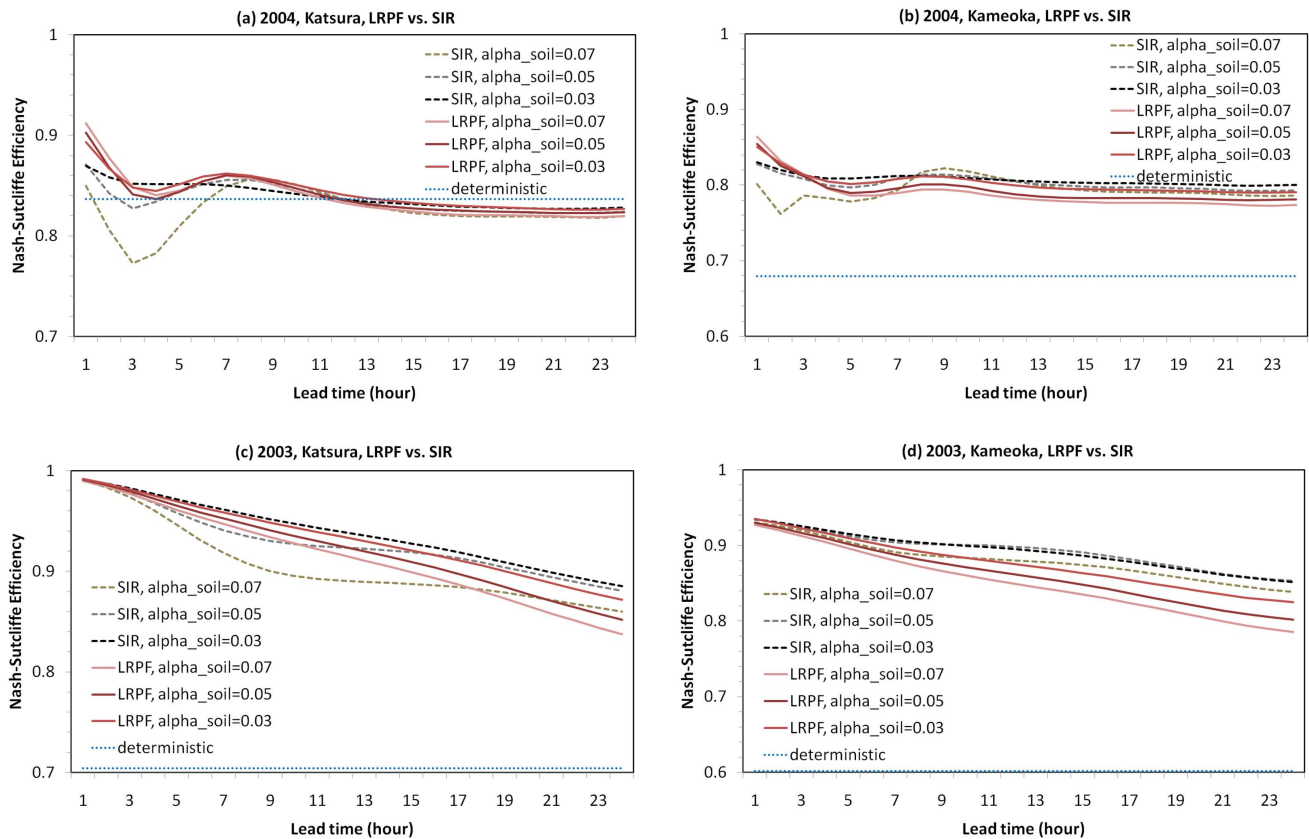 (a) 2004, Katsura, LRPF vs. SIR
1
0.9
0.8
0.7
Nash-Sutcliffe Efficiency
SIR, alpha_soil=0.07
SIR, alpha_soil=0.05
SIR, alpha_soil=0.03
LRPF, alpha_soil=0.07
LRPF, alpha_soil=0.05
LRPF, alpha_soil=0.03
deterministic
1 3 5 7 9 11 13 15 17 19 21 23
Lead time (hour)
(b) 2004, Kameoka, LRPF vs. SIR
1
0.9
0.8
0.7
0.6
Nash-Sutcliffe Efficiency
SIR, alpha_soil=0.07
SIR, alpha_soil=0.05
SIR, alpha_soil=0.03
LRPF, alpha_soil=0.07
LRPF, alpha_soil=0.05
LRPF, alpha_soil=0.03
deterministic
1 3 5 7 9 11 13 15 17 19 21 23
Lead time (hour)
(c) 2003, Katsura, LRPF vs. SIR
1
0.9
0.8
0.7
Nash-Sutcliffe Efficiency
SIR, alpha_soil=0.07
SIR, alpha_soil=0.05
SIR, alpha_soil=0.03
LRPF, alpha_soil=0.07
LRPF, alpha_soil=0.05
LRPF, alpha_soil=0.03
deterministic
1 3 5 7 9 11 13 15 17 19 21 23
Lead time (hour)
(d) 2003, Kameoka, LRPF vs. SIR
1
0.9
0.8
0.7
0.6
Nash-Sutcliffe Efficiency
SIR, alpha_soil=0.07
SIR, alpha_soil=0.05
SIR, alpha_soil=0.03
LRPF, alpha_soil=0.07
LRPF, alpha_soil=0.05
LRPF, alpha_soil=0.03
deterministic
1 3 5 7 9 11 13 15 17 19 21 23
Lead time (hour)